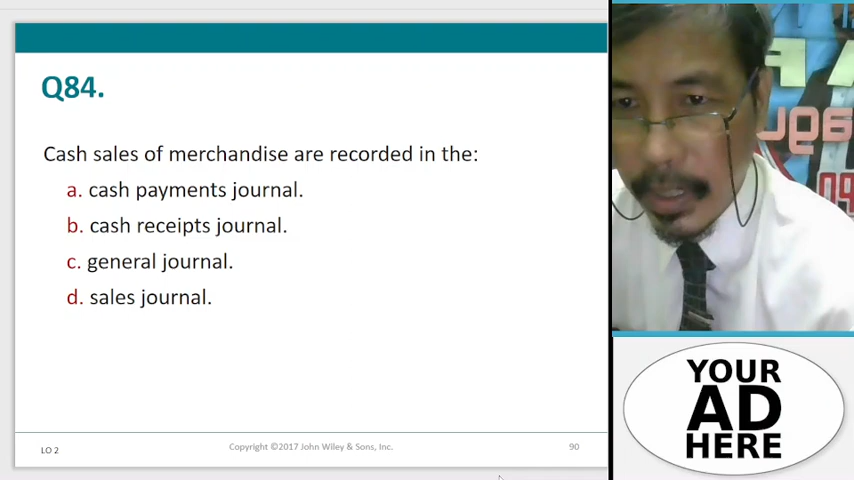 Q84.
Cash sales of merchandise are recorded in the:
a. cash payments journal.
b. cash receipts journal.
c. general journal.
d. sales journal.
LO 2
Copyright ©2017 John Wiley & Sons, Inc.
90
YOUR
AD
HERE